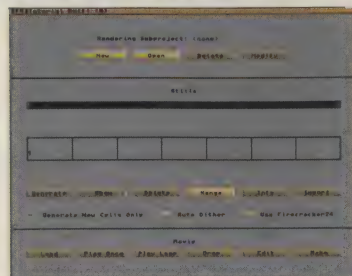 Rendering Subproject:
New Open Delete Modify
Stills
Generate Show Delete Range Info Import
Generate New Cells Only Auto Dither Use Firecracker24
Movie
Load Play Once Play Loop Drop Edit Make